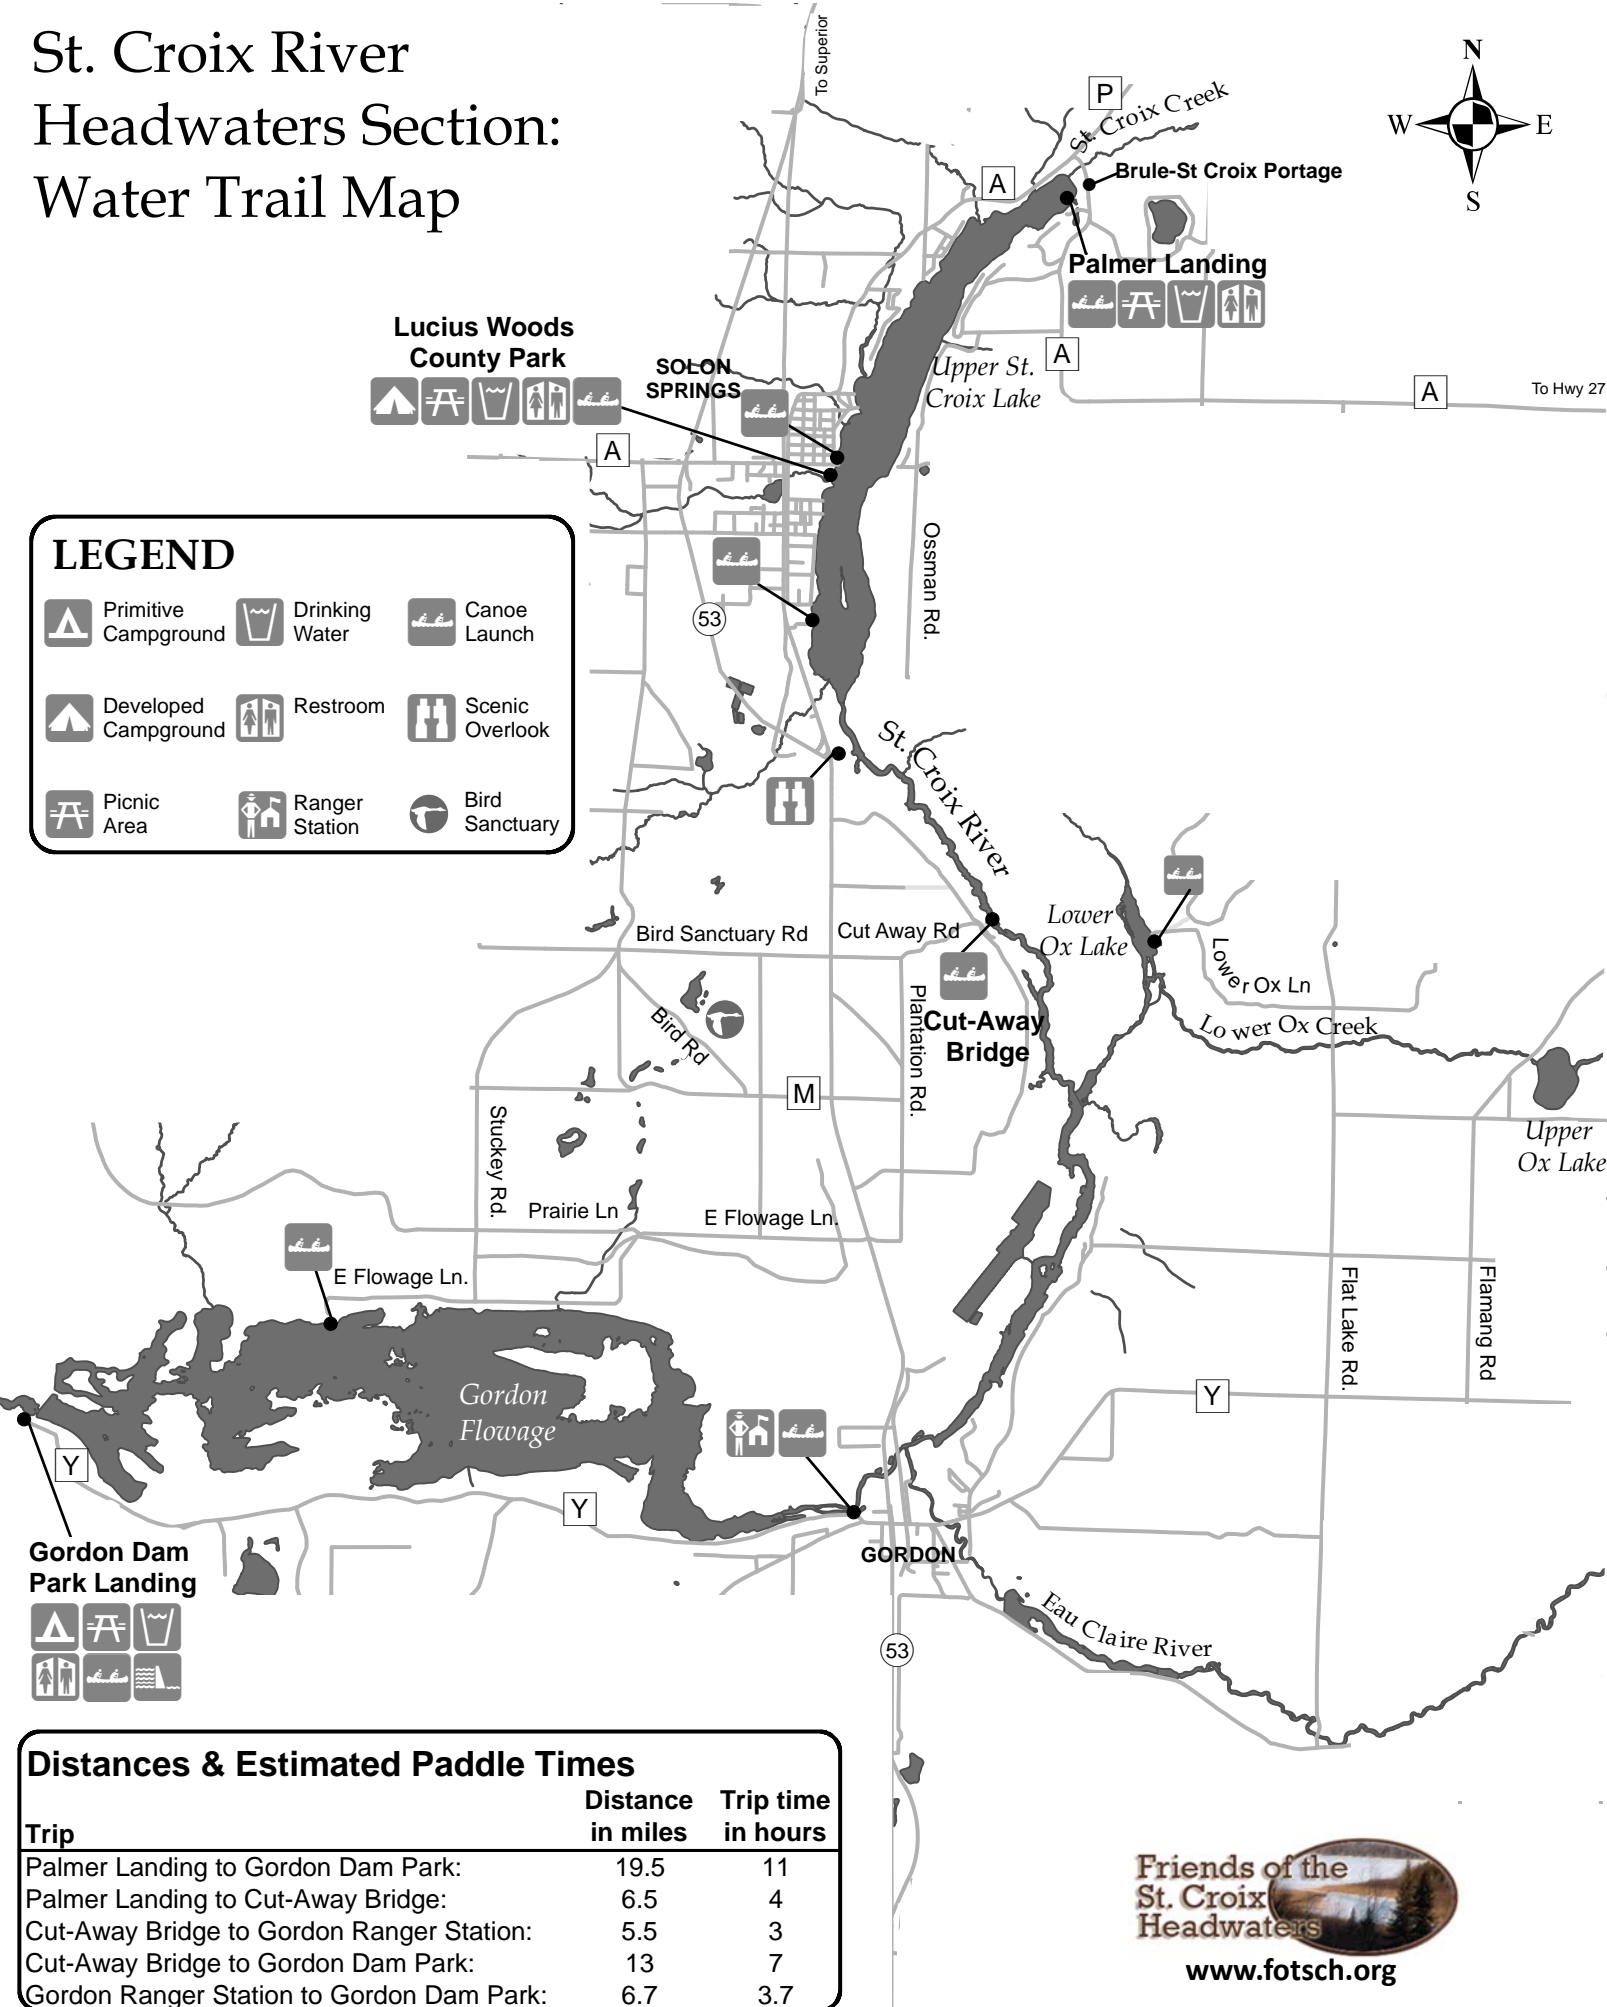 St. Croix River
Headwaters Section:
Water Trail Map
To Superior
P
St. Croix Creek
N
W
E
S
Brule-St Croix Portage
A
Palmer Landing
Lucius Woods
County Park
SOLON
SPRINGS
Upper St.
Croix Lake
A
A
To Hwy 27
A
LEGEND
Primitive
Campground
Drinking
Water
Canoe
Launch
Developed
Campground
Restroom
Scenic
Overlook
Picnic
Area
Ranger
Station
Bird
Sanctuary
Ossman Rd.
53
St. Croix River
Bird Sanctuary Rd
Cut Away Rd
Lower
Ox Lake
Lower Ox Ln
Lower Ox Creek
Bird Rd
Plantation Rd.
Cut-Away
Bridge
M
Stuckey Rd.
Upper
Ox Lake
Prairie Ln
E Flowage Ln.
E Flowage Ln.
Flat Lake Rd.
Flamang Rd
Gordon
Flowage
Y
Y
Y
GORDON
Gordon Dam
Park Landing
Eau Claire River
53
Distances & Estimated Paddle Times
Distance Trip time
Trip in miles in hours
Palmer Landing to Gordon Dam Park: 19.5 11
Palmer Landing to Cut-Away Bridge: 6.5 4
Cut-Away Bridge to Gordon Ranger Station: 5.5 3
Cut-Away Bridge to Gordon Dam Park: 13 7
Gordon Ranger Station to Gordon Dam Park: 6.7 3.7
Friends of the
St. Croix
Headwaters
www.fotsch.org